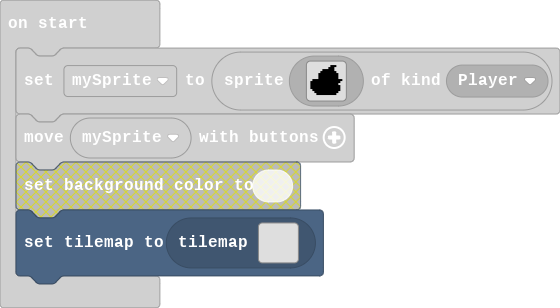 on start
set mySprite to sprite of kind Player
move mySprite with buttons
set background color to
set tilemap to tilemap